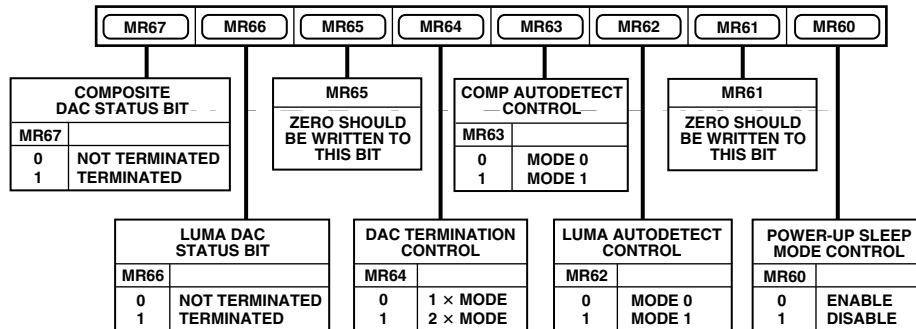 MR67 MR66 MR65 MR64 MR63 MR62 MR61 MR60
COMPOSITE
DAC STATUS BIT
MR67
0 NOT TERMINATED
1 TERMINATED
MR65
ZERO SHOULD
BE WRITTEN TO
THIS BIT
COMP AUTODETECT
CONTROL
MR63
0 MODE 0
1 MODE 1
MR61
ZERO SHOULD
BE WRITTEN TO
THIS BIT
LUMA DAC
STATUS BIT
MR66
0 NOT TERMINATED
1 TERMINATED
DAC TERMINATION
CONTROL
MR64
0 1 × MODE
1 2 × MODE
LUMA AUTODETECT
CONTROL
MR62
0 MODE 0
1 MODE 1
POWER-UP SLEEP
MODE CONTROL
MR60
0 ENABLE
1 DISABLE